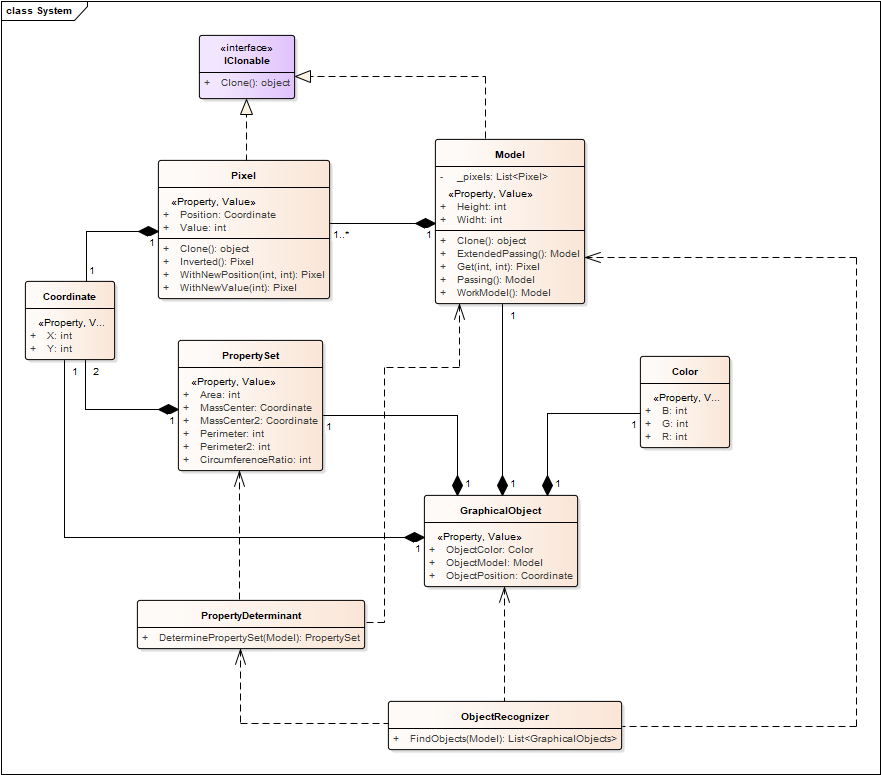 class System
«interface»
IClonable
+ Clone(): object
Pixel
«Property, Value»
+ Position: Coordinate
+ Value: int
+ Clone(): object
+ Inverted(): Pixel
+ WithNewPosition(int, int): Pixel
+ WithNewValue(int): Pixel
Model
- _pixels: List<Pixel>
«Property, Value»
+ Height: int
+ Widht: int
+ Clone(): object
+ ExtendedPassing(): Model
+ Get(int, int): Pixel
+ Passing(): Model
+ WorkModel(): Model
1
1..*
1
1
Coordinate
«Property, V...
+ X: int
+ Y: int
1
2
PropertySet
«Property, Value»
+ Area: int
+ MassCenter: Coordinate
+ MassCenter2: Coordinate
+ Perimeter: int
+ Perimeter2: int
+ CircumferenceRatio: int
1
1
1
Color
«Property, V...
+ B: int
+ G: int
+ R: int
1
1
1
1
1
GraphicalObject
«Property, Value»
+ ObjectColor: Color
+ ObjectModel: Model
+ ObjectPosition: Coordinate
PropertyDeterminant
+ DeterminePropertySet(Model): PropertySet
ObjectRecognizer
+ FindObjects(Model): List<GraphicalObjects>